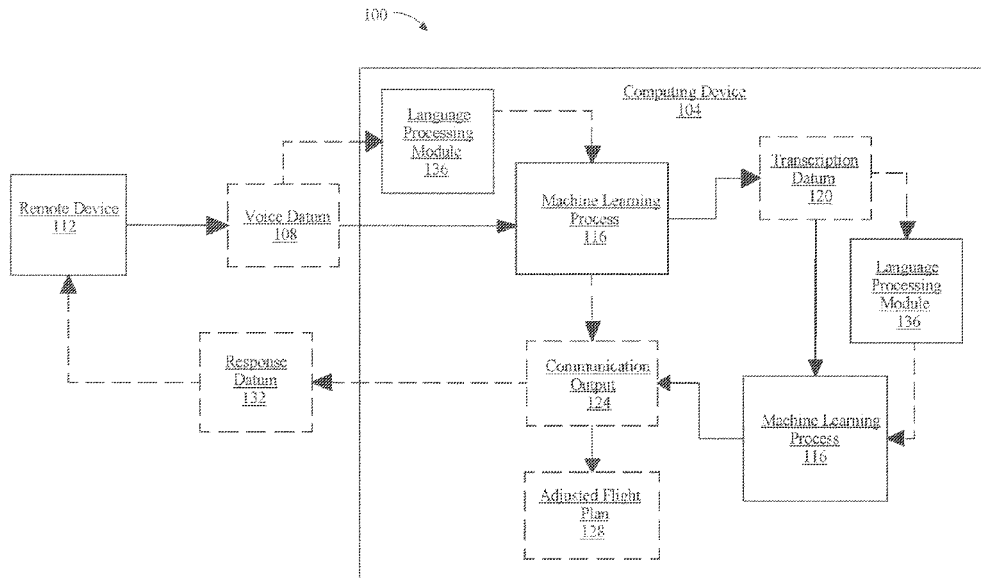 100
Computing Device
104
Language
Processing
Module
136
Transcription
Datum
120
Remote Device
112
Voice Datum
108
Machine Learning
Process
116
Language
Processing
Module
136
Response
Datum
132
Communication
Output
124
Machine Learning
Process
116
Adjusted Flight
Plan
128